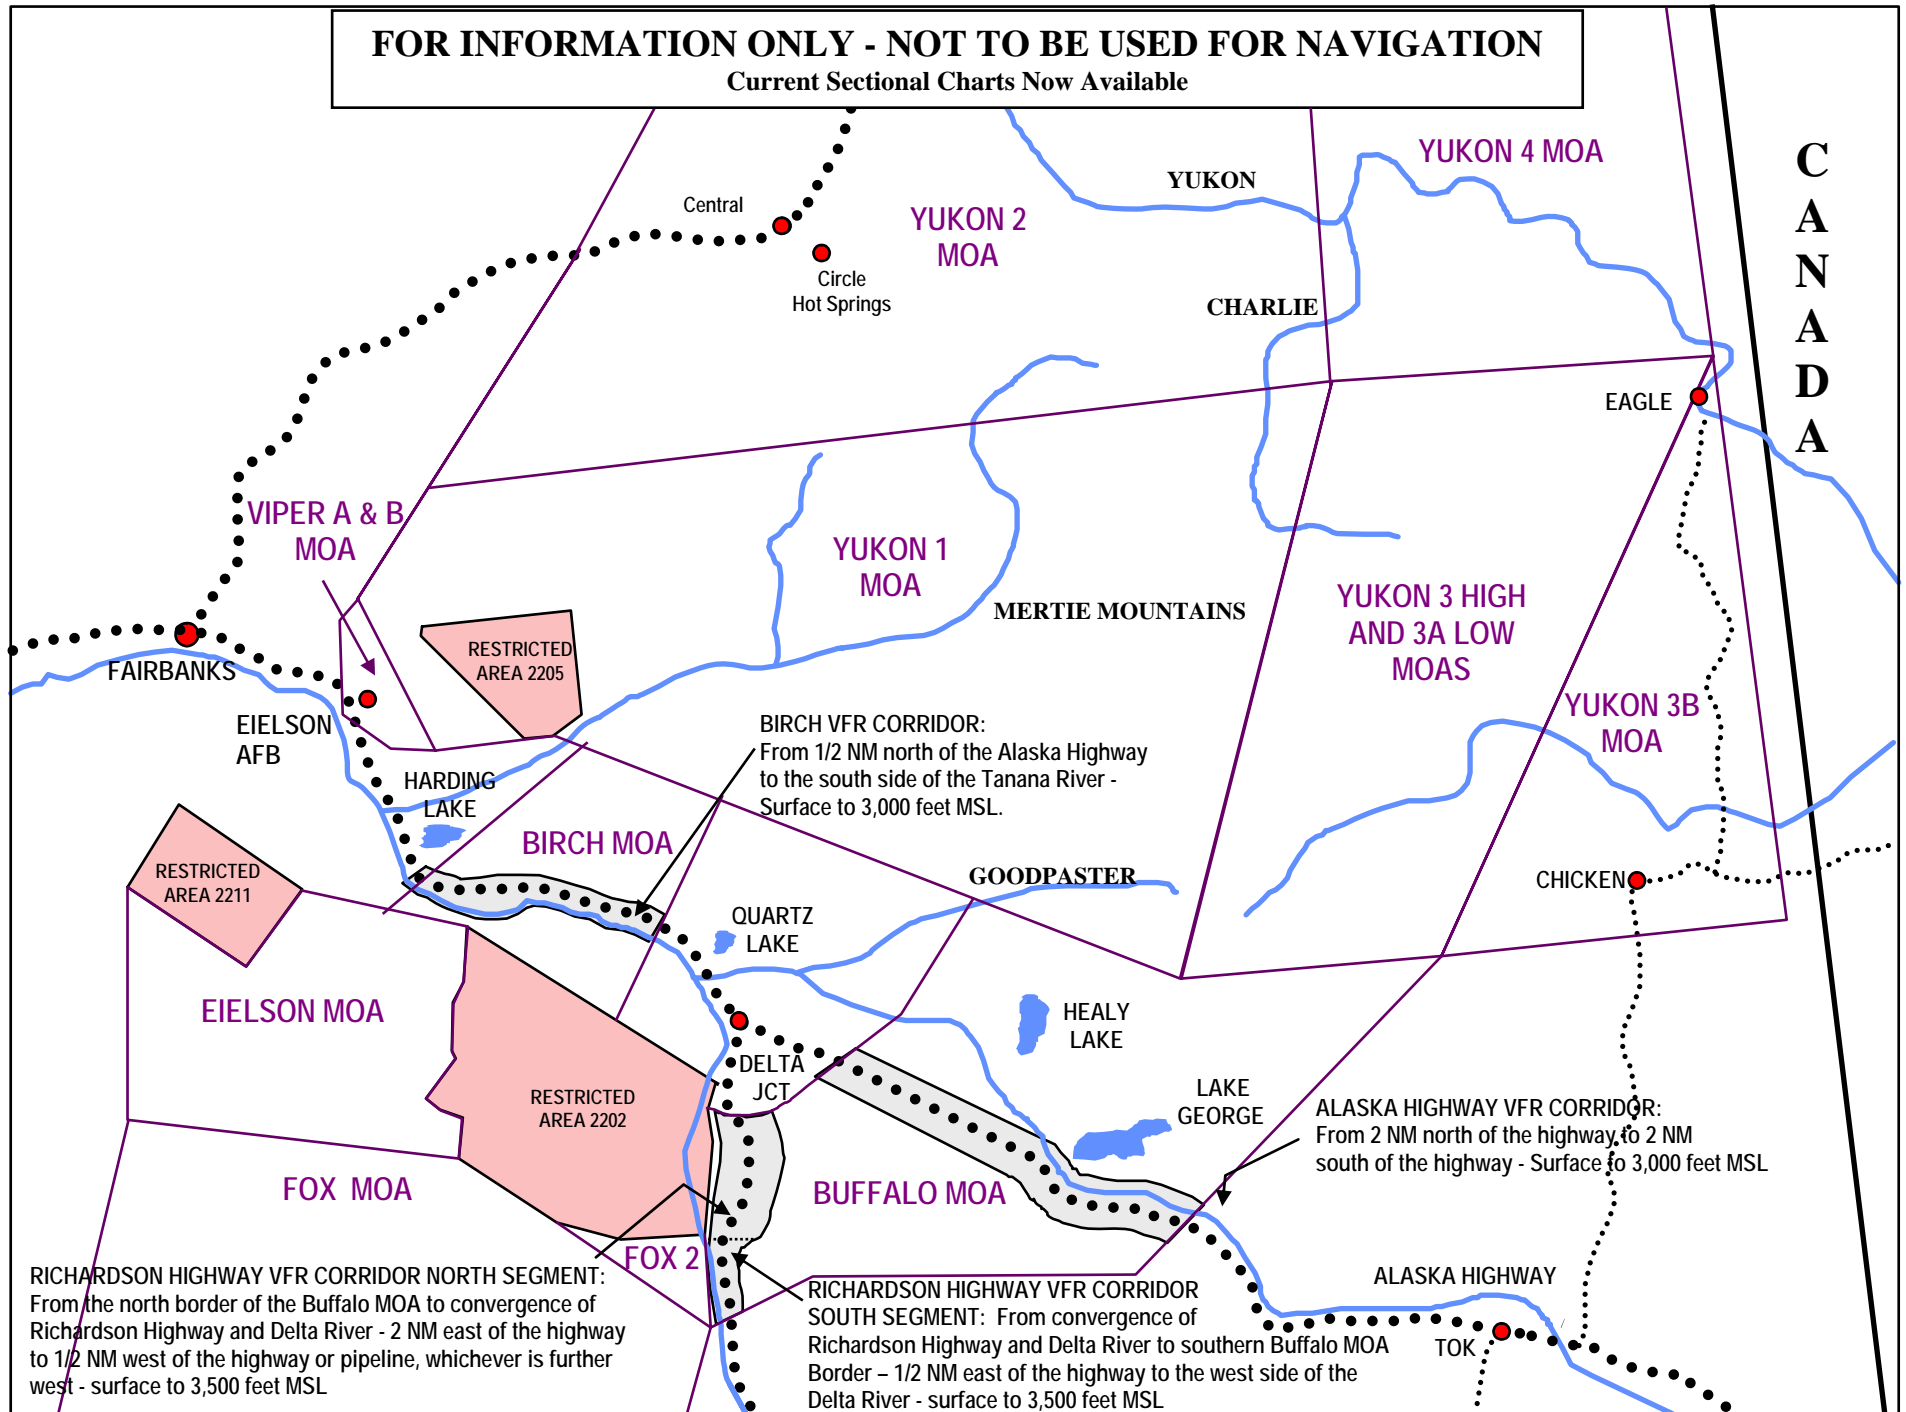 FOR INFORMATION ONLY - NOT TO BE USED FOR NAVIGATION
Current Sectional Charts Now Available
C
A
N
A
D
A
YUKON 4 MOA
YUKON
Central
YUKON 2
MOA
Circle
Hot Springs
CHARLIE
EAGLE
VIPER A & B
MOA
YUKON 1
MOA
MERTIE MOUNTAINS
YUKON 3 HIGH
AND 3A LOW
MOAS
RESTRICTED
AREA 2205
FAIRBANKS
EIELSON
AFB
YUKON 3B
MOA
BIRCH VFR CORRIDOR:
From 1/2 NM north of the Alaska Highway
to the south side of the Tanana River -
Surface to 3,000 feet MSL.
HARDING
LAKE
BIRCH MOA
RESTRICTED
AREA 2211
GOODPASTER
CHICKEN
QUARTZ
LAKE
EIELSON MOA
HEALY
LAKE
DELTA
JCT
RESTRICTED
AREA 2202
LAKE
GEORGE
ALASKA HIGHWAY VFR CORRIDOR:
From 2 NM north of the highway to 2 NM
south of the highway - Surface to 3,000 feet MSL
FOX MOA
BUFFALO MOA
FOX 2
RICHARDSON HIGHWAY VFR CORRIDOR NORTH SEGMENT:
From the north border of the Buffalo MOA to convergence of
Richardson Highway and Delta River - 2 NM east of the highway
to 1/2 NM west of the highway or pipeline, whichever is further
west - surface to 3,500 feet MSL
RICHARDSON HIGHWAY VFR CORRIDOR
SOUTH SEGMENT: From convergence of
Richardson Highway and Delta River to southern Buffalo MOA
Border – 1/2 NM east of the highway to the west side of the
Delta River - surface to 3,500 feet MSL
ALASKA HIGHWAY
TOK